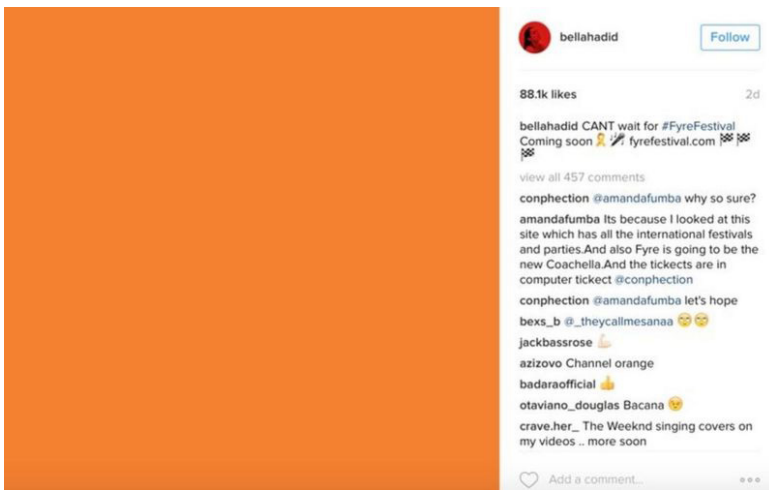 bellahadid
Follow
88.1k likes
2d
bellahadid CANT wait for #FyreFestival
Coming soon 🎗️ 🎤 fyrefestival.com 🏁 🏁
🏁
view all 457 comments
conphection @amandafumba why so sure?
amandafumba Its because I looked at this
site which has all the international festivals
and parties.And also Fyre is going to be the
new Coachella.And the tickects are in
computer tickect @conphection
conphection @amandafumba let's hope
bexs_b @_theycallmesanaa 🙄 🙄
jackbassrose 💪🏻
azizovo Channel orange
badaraofficial 👍
otaviano_douglas Bacana 😉
crave.her_ The Weeknd singing covers on
my videos .. more soon
Add a comment...